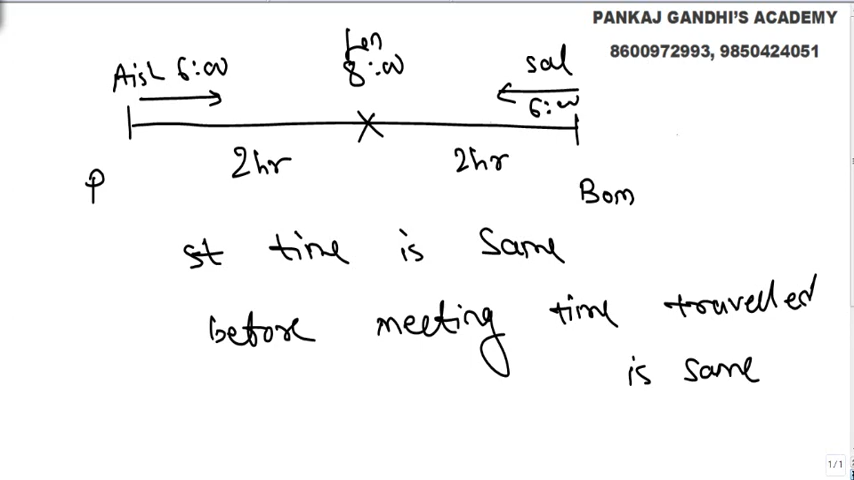 PANKAJ GANDHI'S ACADEMY
8600972993, 9850424051
Aish 6:00
8:00
sal
6:00
2hr
2hr
P
Bom
st time is same
before meeting time travelled
is same
1/1